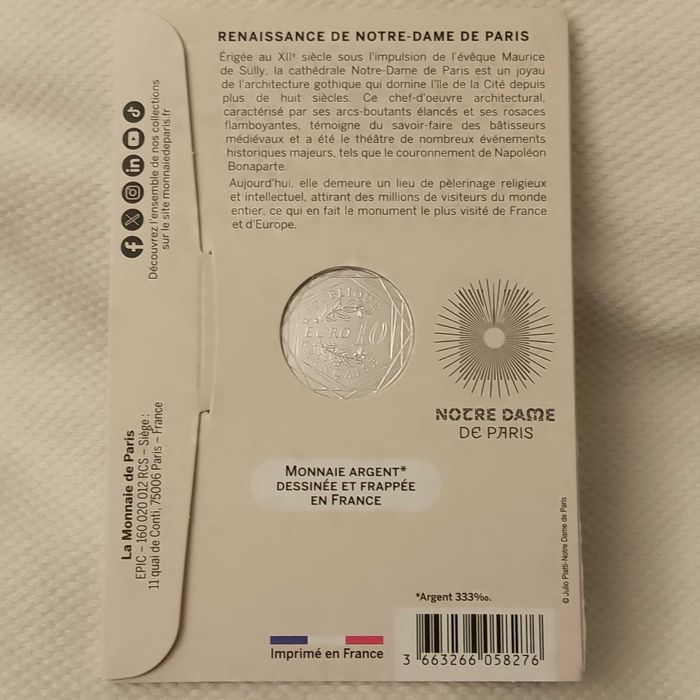 RENAISSANCE DE NOTRE-DAME DE PARIS
Érigée au XIIe siècle sous l'impulsion de l'évêque Maurice
de Sully, la cathédrale Notre-Dame de Paris est un joyau
de l'architecture gothique qui domine l'île de la Cité depuis
plus de huit siècles. Ce chef-d'oeuvre architectural,
caractérisé par ses arcs-boutants élancés et ses rosaces
flamboyantes, témoigne du savoir-faire des bâtisseurs
médiévaux et a été le théâtre de nombreux événements
historiques majeurs, tels que le couronnement de Napoléon
Bonaparte.
Aujourd'hui, elle demeure un lieu de pèlerinage religieux
et intellectuel, attirant des millions de visiteurs du monde
entier, ce qui en fait le monument le plus visité de France
et d'Europe.
Découvrez l'ensemble de nos collections
sur le site monnaiedeparis.fr
RÉPUBLIQUE
EURO 10
FRANÇAISE
NOTRE DAME
DE PARIS
MONNAIE ARGENT*
DESSINÉE ET FRAPPÉE
EN FRANCE
La Monnaie de Paris
EPIC – 160 020 012 RCS – Siège :
11 quai de Conti, 75006 Paris – France
© Julio Piatti-Notre Dame de Paris
*Argent 333‰.
Imprimé en France
3 663266 058276